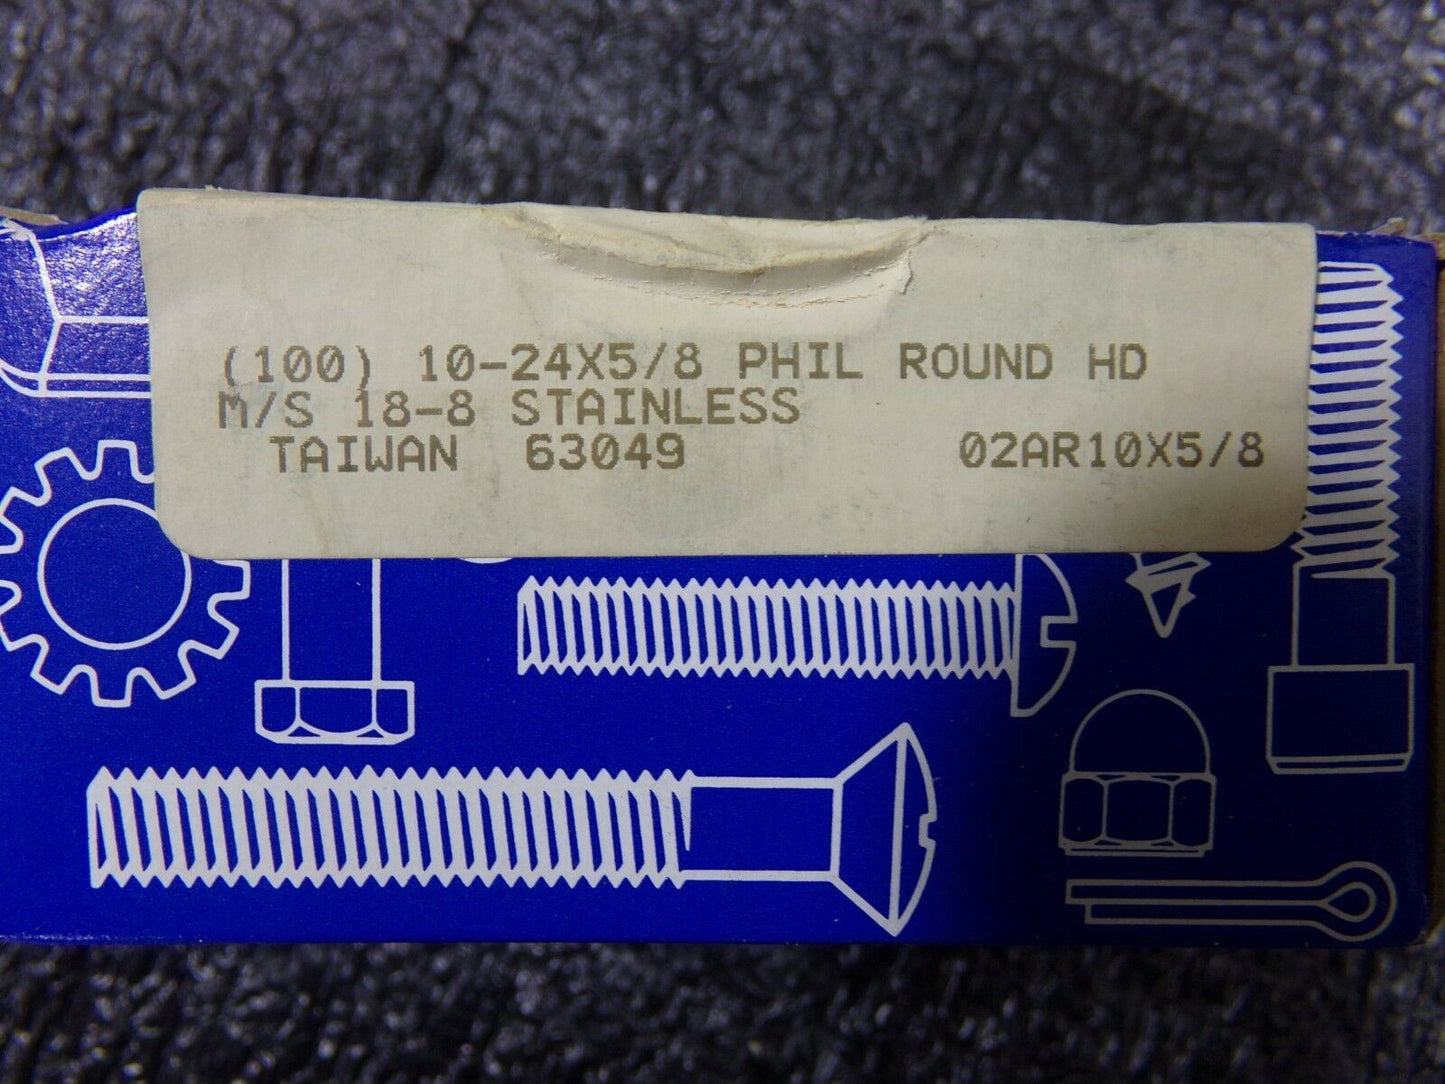 (100) 10-24X5/8 PHIL ROUND HD
M/S 18-8 STAINLESS
TAIWAN 63049 02AR10X5/8